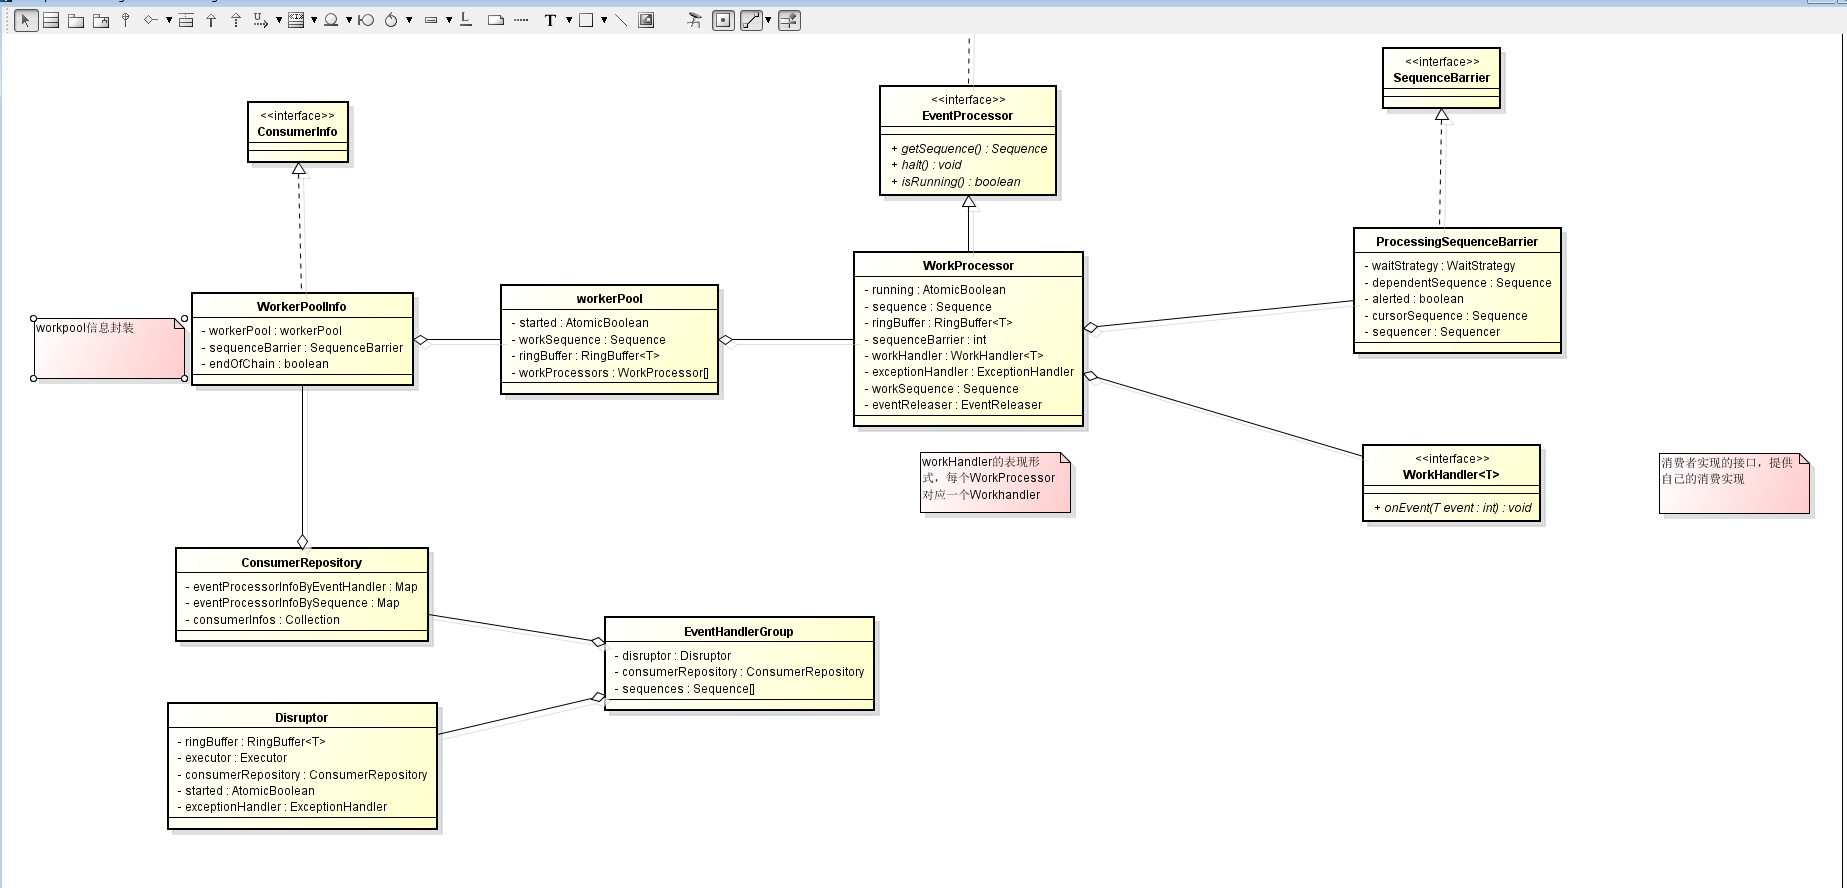 <<interface>>
SequenceBarrier
<<interface>>
EventProcessor
+ getSequence() : Sequence
+ halt() : void
+ isRunning() : boolean
<<interface>>
ConsumerInfo
ProcessingSequenceBarrier
- waitStrategy : WaitStrategy
- dependentSequence : Sequence
- alerted : boolean
- cursorSequence : Sequence
- sequencer : Sequencer
WorkProcessor
- running : AtomicBoolean
- sequence : Sequence
- ringBuffer : RingBuffer<T>
- sequenceBarrier : int
- workHandler : WorkHandler<T>
- exceptionHandler : ExceptionHandler
- workSequence : Sequence
- eventReleaser : EventReleaser
workerPool
- started : AtomicBoolean
- workSequence : Sequence
- ringBuffer : RingBuffer<T>
- workProcessors : WorkProcessor[]
WorkerPoolInfo
- workerPool : workerPool
- sequenceBarrier : SequenceBarrier
- endOfChain : boolean
workpool信息封装
workHandler的表现形
式，每个WorkProcessor
对应一个Workhandler
<<interface>>
WorkHandler<T>
+ onEvent(T event : int) : void
消费者实现的接口，提供
自己的消费实现
ConsumerRepository
- eventProcessorInfoByEventHandler : Map
- eventProcessorInfoBySequence : Map
- consumerInfos : Collection
EventHandlerGroup
- disruptor : Disruptor
- consumerRepository : ConsumerRepository
- sequences : Sequence[]
Disruptor
- ringBuffer : RingBuffer<T>
- executor : Executor
- consumerRepository : ConsumerRepository
- started : AtomicBoolean
- exceptionHandler : ExceptionHandler